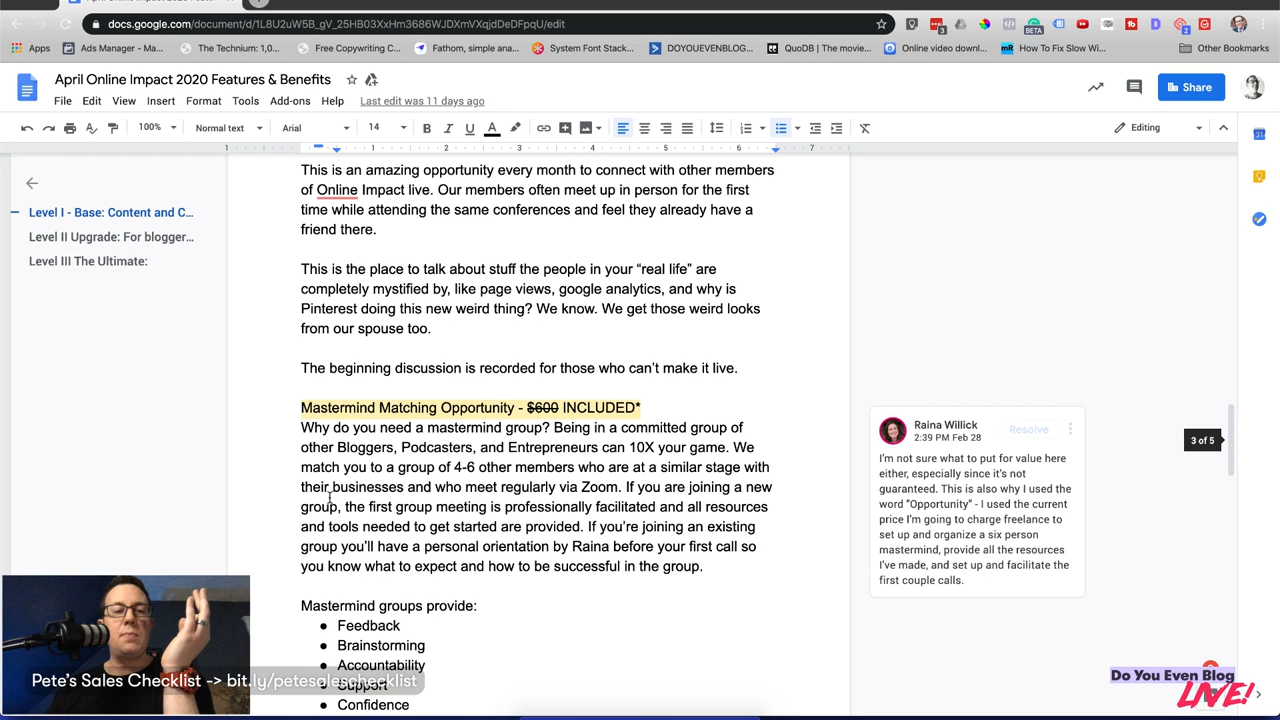 April Online Impact 2020 Featur
docs.google.com/document/d/1L8U2uW5B_gV_25HB03XxHm3686WJDXmVXqjdDeDFpqU/edit
3
BETA
2
Apps
Ads Manager - Ma...
The Technium: 1,0...
Free Copywriting C...
Fathom, simple ana...
System Font Stack...
DOYOUEVENBLOG...
QuoDB | The movie...
Online video downl...
How To Fix Slow Wi...
Other Bookmarks
April Online Impact 2020 Features & Benefits
Share
File Edit View Insert Format Tools Add-ons Help Last edit was 11 days ago
100% Normal text Arial 14 B I U A Editing
1 1 2 3 4 5 6 7
Level I - Base: Content and C...
Level II Upgrade: For blogger...
Level III The Ultimate:
This is an amazing opportunity every month to connect with other members
of Online Impact live. Our members often meet up in person for the first
time while attending the same conferences and feel they already have a
friend there.
This is the place to talk about stuff the people in your “real life” are
completely mystified by, like page views, google analytics, and why is
Pinterest doing this new weird thing? We know. We get those weird looks
from our spouse too.
The beginning discussion is recorded for those who can’t make it live.
Mastermind Matching Opportunity - $600 INCLUDED*
Why do you need a mastermind group? Being in a committed group of
other Bloggers, Podcasters, and Entrepreneurs can 10X your game. We
match you to a group of 4-6 other members who are at a similar stage with
their businesses and who meet regularly via Zoom. If you are joining a new
group, the first group meeting is professionally facilitated and all resources
and tools needed to get started are provided. If you’re joining an existing
group you’ll have a personal orientation by Raina before your first call so
you know what to expect and how to be successful in the group.
Mastermind groups provide:
● Feedback
● Brainstorming
● Accountability
● Support
● Confidence
Raina Willick
2:39 PM Feb 28
Resolve
I'm not sure what to put for value here
either, especially since it's not
guaranteed. This is also why I used the
word "Opportunity" - I used the current
price I'm going to charge freelance to
set up and organize a six person
mastermind, provide all the resources
I've made, and set up and facilitate the
first couple calls.
3 of 5
Pete's Sales Checklist -> bit.ly/petesaleschecklist
Do You Even Blog
LIVE!